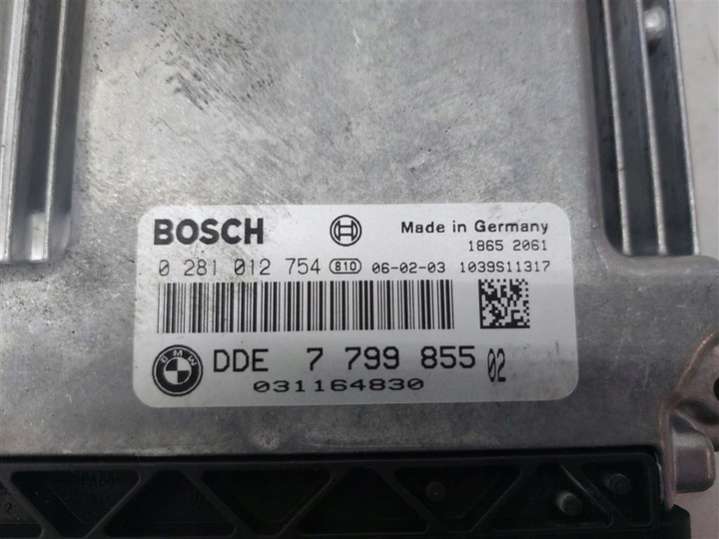 BOSCH Made in Germany
1865 2061
0 281 012 754 810 06-02-03 1039S11317
BMW DDE 7 799 855 02
031164830